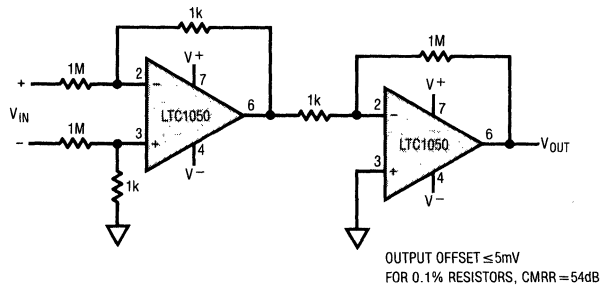 1k
1M
1M
2
V+
7
+
1M
LTC1050
6
1k
2
V+
7
LTC1050
6
VOUT
VIN
−
+
−
−
1M
3
+
4
V−
1k
3
+
4
V−
OUTPUT OFFSET ≤5mV
FOR 0.1% RESISTORS, CMRR = 54dB